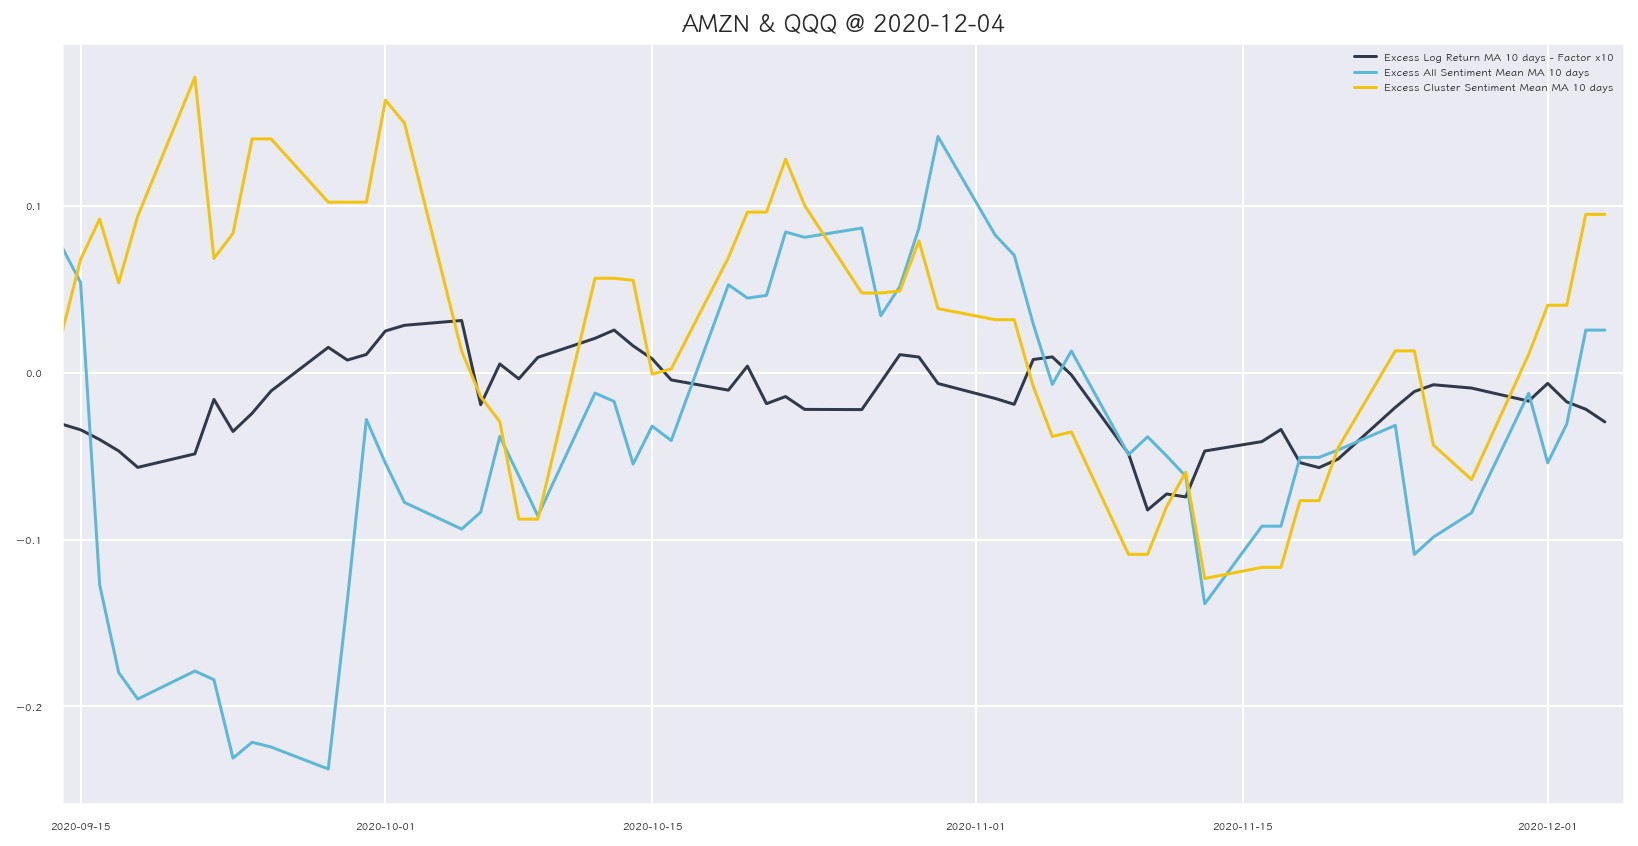 AMZN & QQQ @ 2020-12-04
Excess Log Return MA 10 days - Factor x10
Excess All Sentiment Mean MA 10 days
Excess Cluster Sentiment Mean MA 10 days
0.1
0.0
−0.1
−0.2
2020-09-15 2020-10-01 2020-10-15 2020-11-01 2020-11-15 2020-12-01